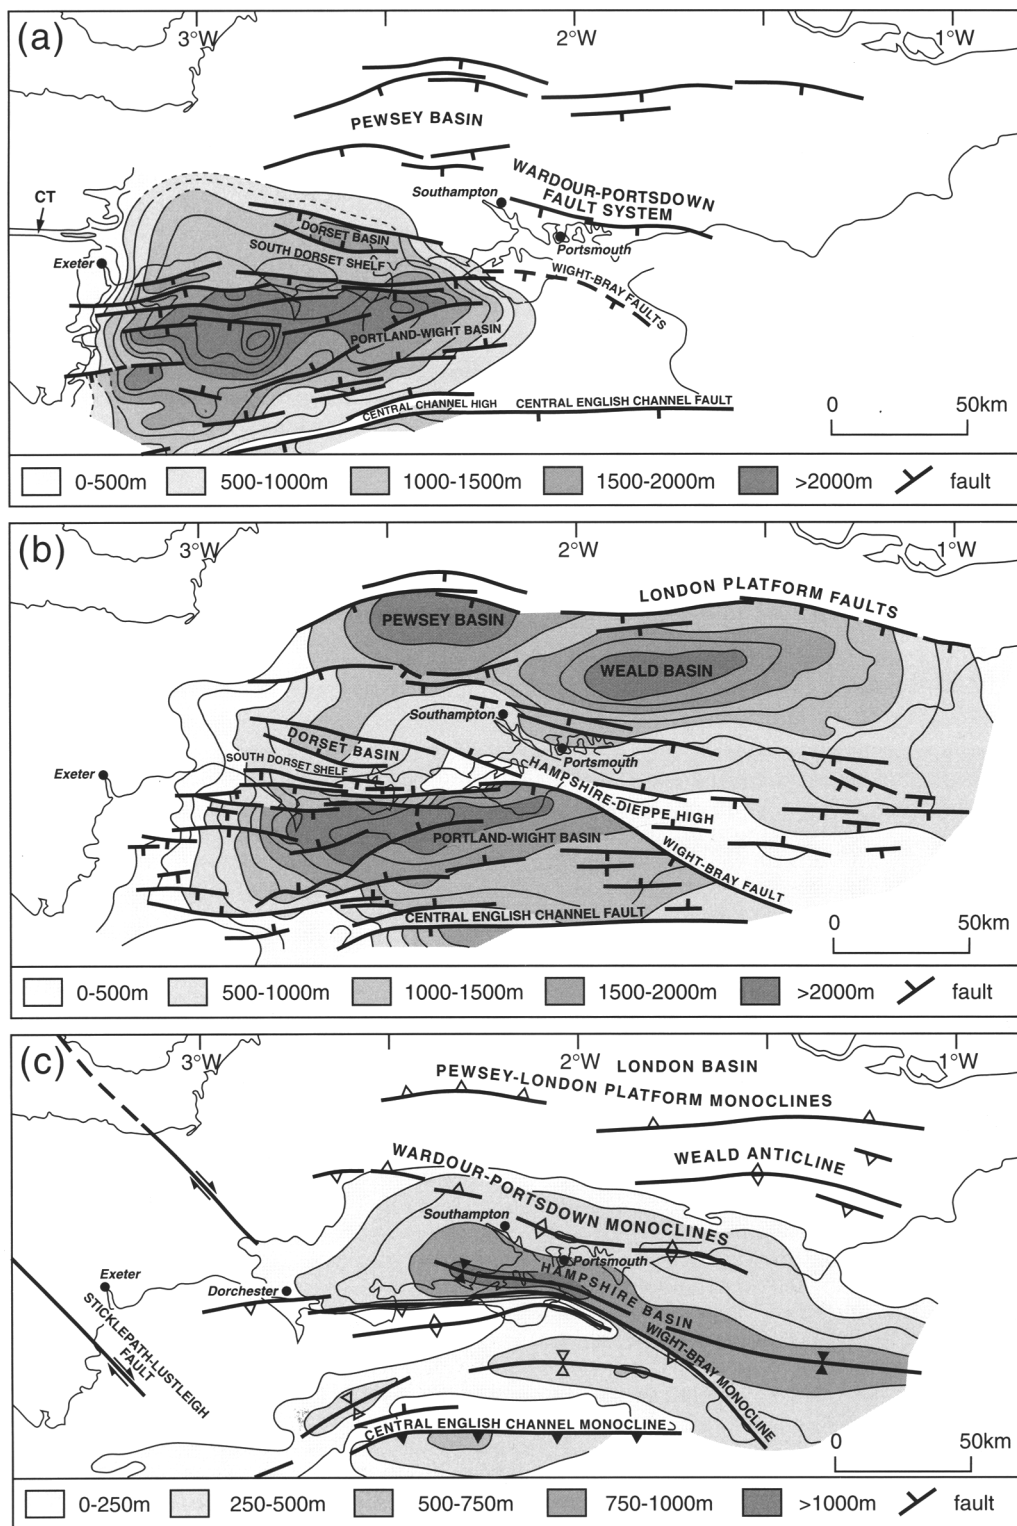 (a)
3°W
2°W
1°W
PEWSEY BASIN
WARDOUR-PORTSDOWN
FAULT SYSTEM
Southampton
Portsmouth
CT
Exeter
DORSET BASIN
SOUTH DORSET SHELF
WIGHT-BRAY FAULTS
PORTLAND-WIGHT BASIN
CENTRAL CHANNEL HIGH
CENTRAL ENGLISH CHANNEL FAULT
0 50km
0-500m 500-1000m 1000-1500m 1500-2000m >2000m fault
(b)
3°W
2°W
1°W
LONDON PLATFORM FAULTS
PEWSEY BASIN
WEALD BASIN
Southampton
Portsmouth
DORSET BASIN
SOUTH DORSET SHELF
Exeter
HAMPSHIRE-DIEPPE HIGH
PORTLAND-WIGHT BASIN
WIGHT-BRAY FAULT
CENTRAL ENGLISH CHANNEL FAULT
0 50km
0-500m 500-1000m 1000-1500m 1500-2000m >2000m fault
(c)
3°W
2°W
1°W
LONDON BASIN
PEWSEY-LONDON PLATFORM MONOCLINES
WEALD ANTICLINE
WARDOUR-PORTSDOWN MONOCLINES
Southampton
Portsmouth
HAMPSHIRE BASIN
Exeter
Dorchester
STICKLEPATH-LUSTLEIGH
FAULT
WIGHT-BRAY MONOCLINE
CENTRAL ENGLISH CHANNEL MONOCLINE
0 50km
0-250m 250-500m 500-750m 750-1000m >1000m fault